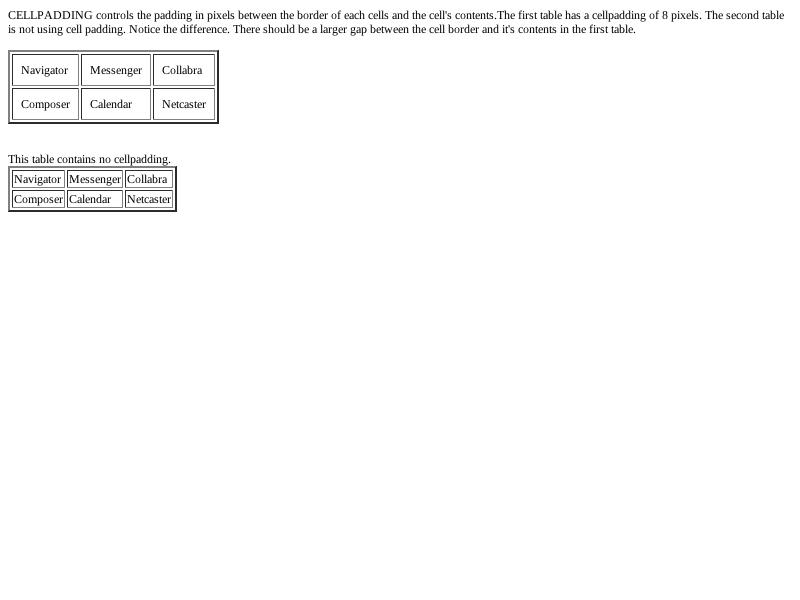 CELLPADDING controls the padding in pixels between the border of each cells and the cell's contents.The first table has a cellpadding of 8 pixels. The second table
is not using cell padding. Notice the difference. There should be a larger gap between the cell border and it's contents in the first table.
Navigator Messenger Collabra
Composer Calendar Netcaster
This table contains no cellpadding.
Navigator Messenger Collabra
Composer Calendar Netcaster